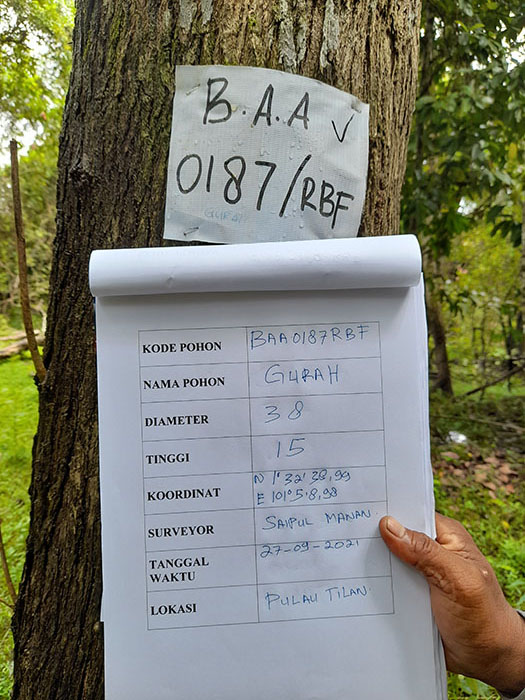 B.A.A
0187/RBF
GURAH
KODE POHON BAA0187RBF
NAMA POHON GURAH
DIAMETER 38
TINGGI 15
KOORDINAT N 1°32'38,99
E 101°5'8,98
SURVEYOR SAIPUL MANAN
TANGGAL 27-09-2021
WAKTU
LOKASI PULAU TILAN